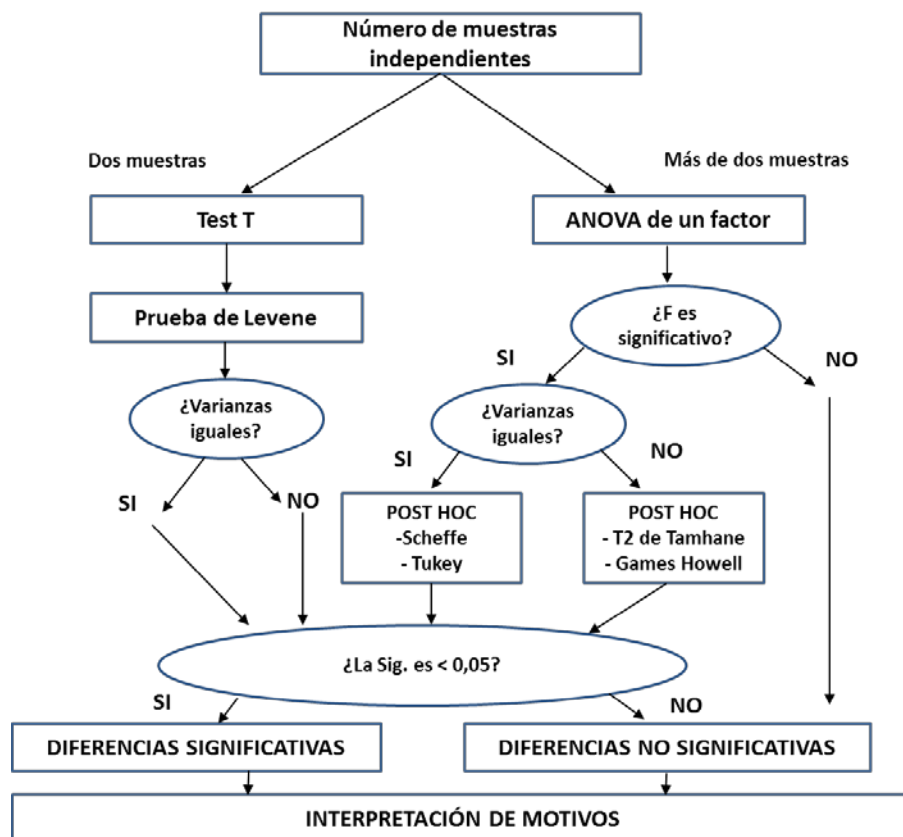 Número de muestras
independientes
Dos muestras
Más de dos muestras
Test T
ANOVA de un factor
Prueba de Levene
¿F es
significativo?
SI
NO
¿Varianzas
iguales?
¿Varianzas
iguales?
SI
NO
SI
NO
POST HOC
-Scheffe
- Tukey
POST HOC
- T2 de Tamhane
- Games Howell
¿La Sig. es < 0,05?
SI
NO
DIFERENCIAS SIGNIFICATIVAS
DIFERENCIAS NO SIGNIFICATIVAS
INTERPRETACIÓN DE MOTIVOS